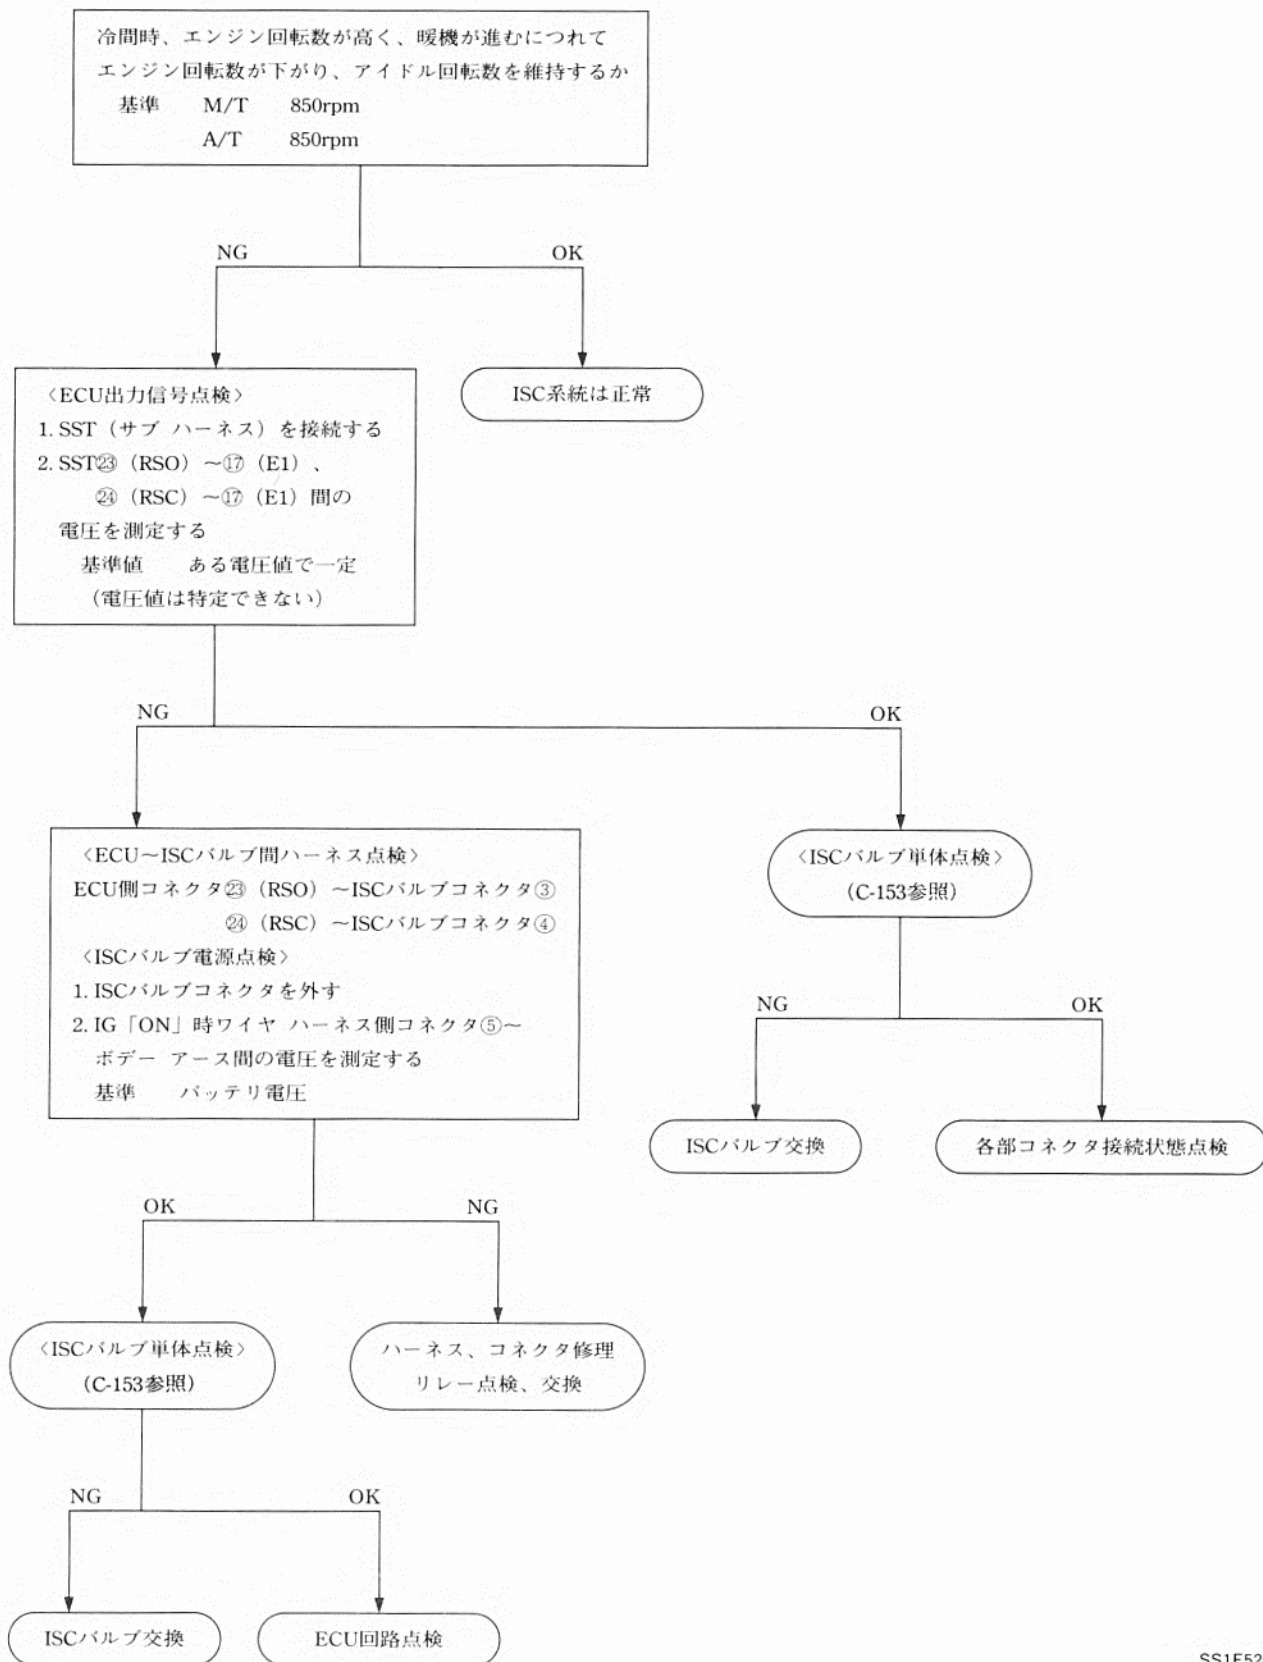 冷間時、エンジン回転数が高く、暖機が進むにつれて
エンジン回転数が下がり、アイドル回転数を維持するか
基準 M/T 850rpm
A/T 850rpm
NG
OK
〈ECU出力信号点検〉
1. SST（サブ ハーネス）を接続する
2. SST㉓（RSO）～⑰（E1）、
㉔（RSC）～⑰（E1）間の
電圧を測定する
基準値 ある電圧値で一定
（電圧値は特定できない）
ISC系統は正常
NG
OK
〈ECU～ISCバルブ間ハーネス点検〉
ECU側コネクタ㉓（RSO）～ISCバルブコネクタ③
㉔（RSC）～ISCバルブコネクタ④
〈ISCバルブ電源点検〉
1. ISCバルブコネクタを外す
2. IG「ON」時ワイヤ ハーネス側コネクタ⑤～
ボデー アース間の電圧を測定する
基準 バッテリ電圧
〈ISCバルブ単体点検〉
（C-153参照）
NG
OK
ISCバルブ交換
各部コネクタ接続状態点検
OK
NG
〈ISCバルブ単体点検〉
（C-153参照）
ハーネス、コネクタ修理
リレー点検、交換
NG
OK
ISCバルブ交換
ECU回路点検
SS1F52